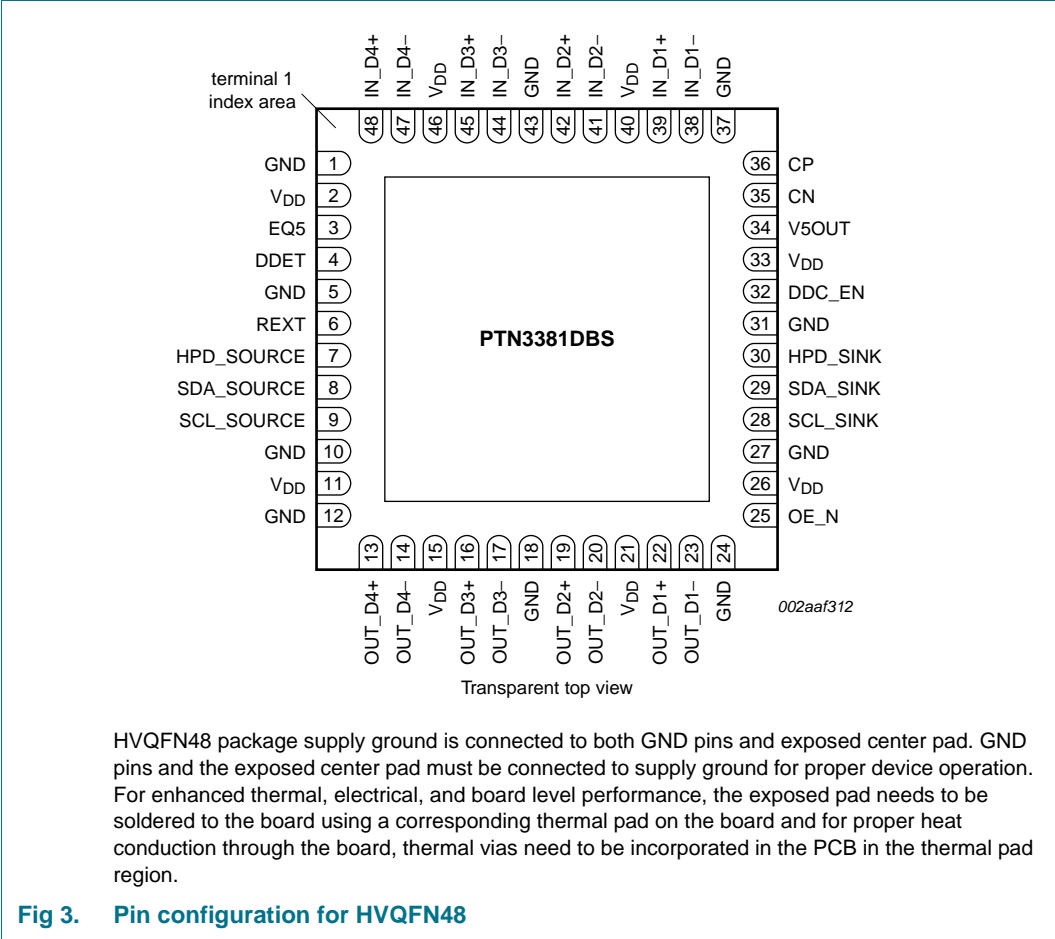 IN_D4+
IN_D4−
VDD
IN_D3+
IN_D3−
GND
IN_D2+
IN_D2−
VDD
IN_D1+
IN_D1−
GND
terminal 1
index area
48 47 46 45 44 43 42 41 40 39 38 37
GND 1
VDD 2
EQ5 3
DDET 4
GND 5
REXT 6
HPD_SOURCE 7
SDA_SOURCE 8
SCL_SOURCE 9
GND 10
VDD 11
GND 12
PTN3381DBS
36 CP
35 CN
34 V5OUT
33 VDD
32 DDC_EN
31 GND
30 HPD_SINK
29 SDA_SINK
28 SCL_SINK
27 GND
26 VDD
25 OE_N
13 14 15 16 17 18 19 20 21 22 23 24
OUT_D4+
OUT_D4−
VDD
OUT_D3+
OUT_D3−
GND
OUT_D2+
OUT_D2−
VDD
OUT_D1+
OUT_D1−
GND
002aaf312
Transparent top view
HVQFN48 package supply ground is connected to both GND pins and exposed center pad. GND
pins and the exposed center pad must be connected to supply ground for proper device operation.
For enhanced thermal, electrical, and board level performance, the exposed pad needs to be
soldered to the board using a corresponding thermal pad on the board and for proper heat
conduction through the board, thermal vias need to be incorporated in the PCB in the thermal pad
region.
Fig 3. Pin configuration for HVQFN48